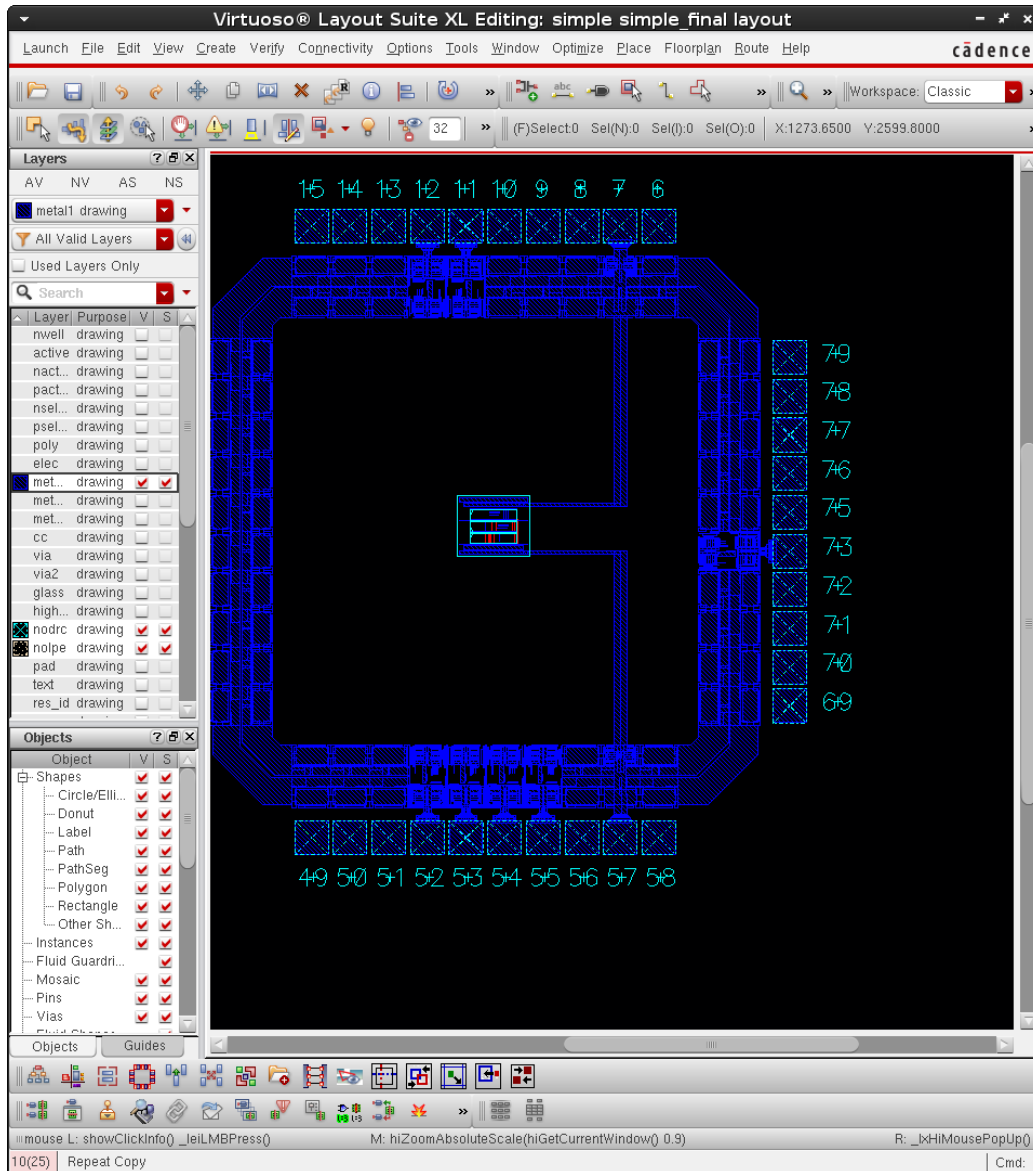 Virtuoso® Layout Suite XL Editing: simple simple_final layout
Launch File Edit View Create Verify Connectivity Options Tools Window Optimize Place Floorplan Route Help cādence
Workspace: Classic
32 (F)Select:0 Sel(N):0 Sel(I):0 Sel(O):0 X:1273.6500 Y:2599.8000
Layers
AV NV AS NS
metal1 drawing
All Valid Layers
Used Layers Only
Search
Layer Purpose V S
nwell drawing
active drawing
nact... drawing
pact... drawing
nsel... drawing
psel... drawing
poly drawing
elec drawing
met... drawing
met... drawing
met... drawing
cc drawing
via drawing
via2 drawing
glass drawing
high... drawing
nodrc drawing
nolpe drawing
pad drawing
text drawing
res_id drawing
Objects
Object V S
Shapes
Circle/Elli...
Donut
Label
Path
PathSeg
Polygon
Rectangle
Other Sh...
Instances
Fluid Guardri...
Mosaic
Pins
Vias
Objects Guides
15 14 13 12 11 10 9 8 7 6
79
78
77
76
75
73
72
71
70
69
49 50 51 52 53 54 55 56 57 58
mouse L: showClickInfo() _leiLMBPress() M: hiZoomAbsoluteScale(hiGetCurrentWindow() 0.9) R: _lxHiMousePopUp()
10(25) Repeat Copy Cmd: